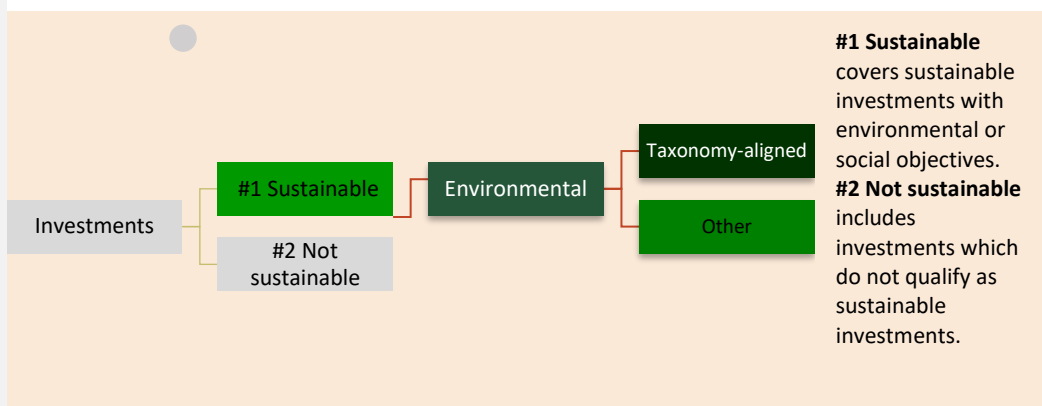 Investments
#1 Sustainable
#2 Not
sustainable
Environmental
Taxonomy-aligned
Other
#1 Sustainable
covers sustainable
investments with
environmental or
social objectives.
#2 Not sustainable
includes
investments which
do not qualify as
sustainable
investments.